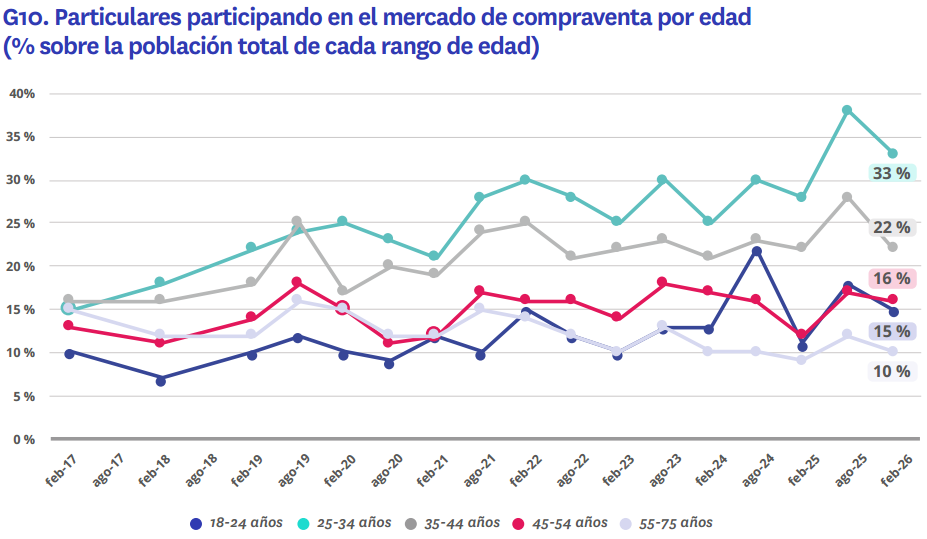 G10. Particulares participando en el mercado de compraventa por edad
(% sobre la población total de cada rango de edad)
40%
35 %
30 %
25 %
20 %
15 %
10 %
5 %
0 %
33 %
22 %
16 %
15 %
10 %
feb-17
ago-17
feb-18
ago-18
feb-19
ago-19
feb-20
ago-20
feb-21
ago-21
feb-22
ago-22
feb-23
ago-23
feb-24
ago-24
feb-25
ago-25
feb-26
18-24 años
25-34 años
35-44 años
45-54 años
55-75 años